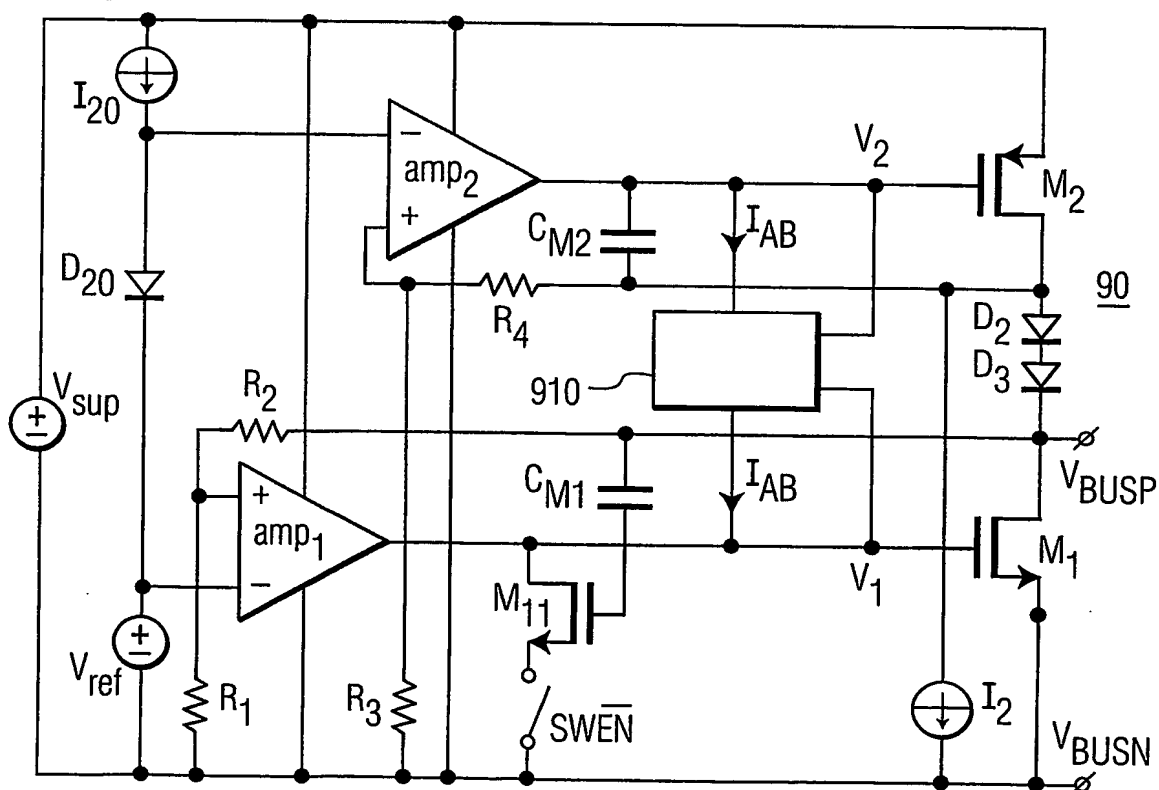 I20
−
amp2
+
V2
M2
CM2
IAB
D20
R4
90
D2
D3
910
Vsup
R2
VBUSP
CM1
IAB
+
amp1
−
M11
V1
M1
Vref
R1
R3
SWEN̅
I2
VBUSN